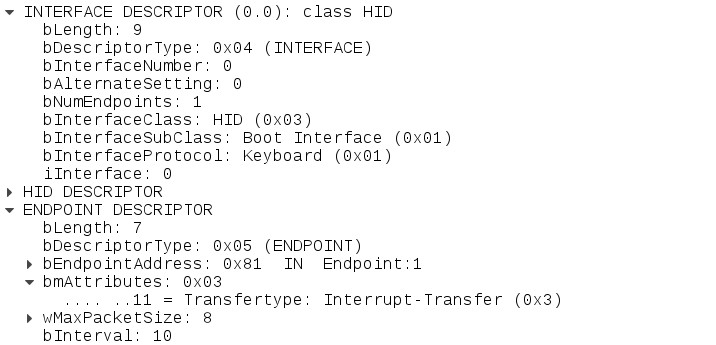 INTERFACE DESCRIPTOR (0.0): class HID
bLength: 9
bDescriptorType: 0x04 (INTERFACE)
bInterfaceNumber: 0
bAlternateSetting: 0
bNumEndpoints: 1
bInterfaceClass: HID (0x03)
bInterfaceSubClass: Boot Interface (0x01)
bInterfaceProtocol: Keyboard (0x01)
iInterface: 0
HID DESCRIPTOR
ENDPOINT DESCRIPTOR
bLength: 7
bDescriptorType: 0x05 (ENDPOINT)
bEndpointAddress: 0x81  IN  Endpoint:1
bmAttributes: 0x03
.... ..11 = Transfertype: Interrupt-Transfer (0x3)
wMaxPacketSize: 8
bInterval: 10